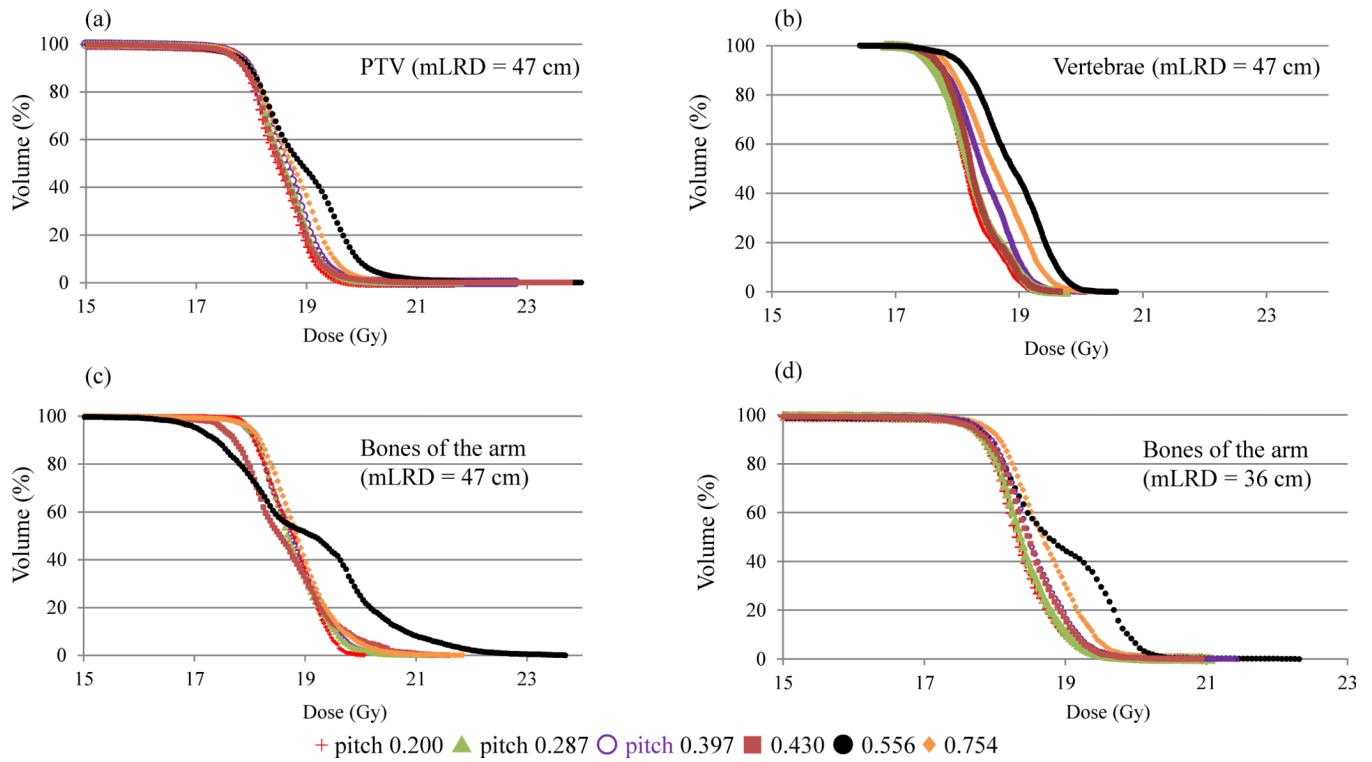 (a)
PTV (mLRD = 47 cm)
Volume (%)
100
80
60
40
20
0
15
17
19
21
23
Dose (Gy)
(b)
Vertebrae (mLRD = 47 cm)
Volume (%)
100
80
60
40
20
0
15
17
19
21
23
Dose (Gy)
(c)
Bones of the arm
(mLRD = 47 cm)
Volume (%)
100
80
60
40
20
0
15
17
19
21
23
Dose (Gy)
(d)
Bones of the arm
(mLRD = 36 cm)
Volume (%)
100
80
60
40
20
0
15
17
19
21
23
Dose (Gy)
pitch 0.200 pitch 0.287 pitch 0.397 0.430 0.556 0.754